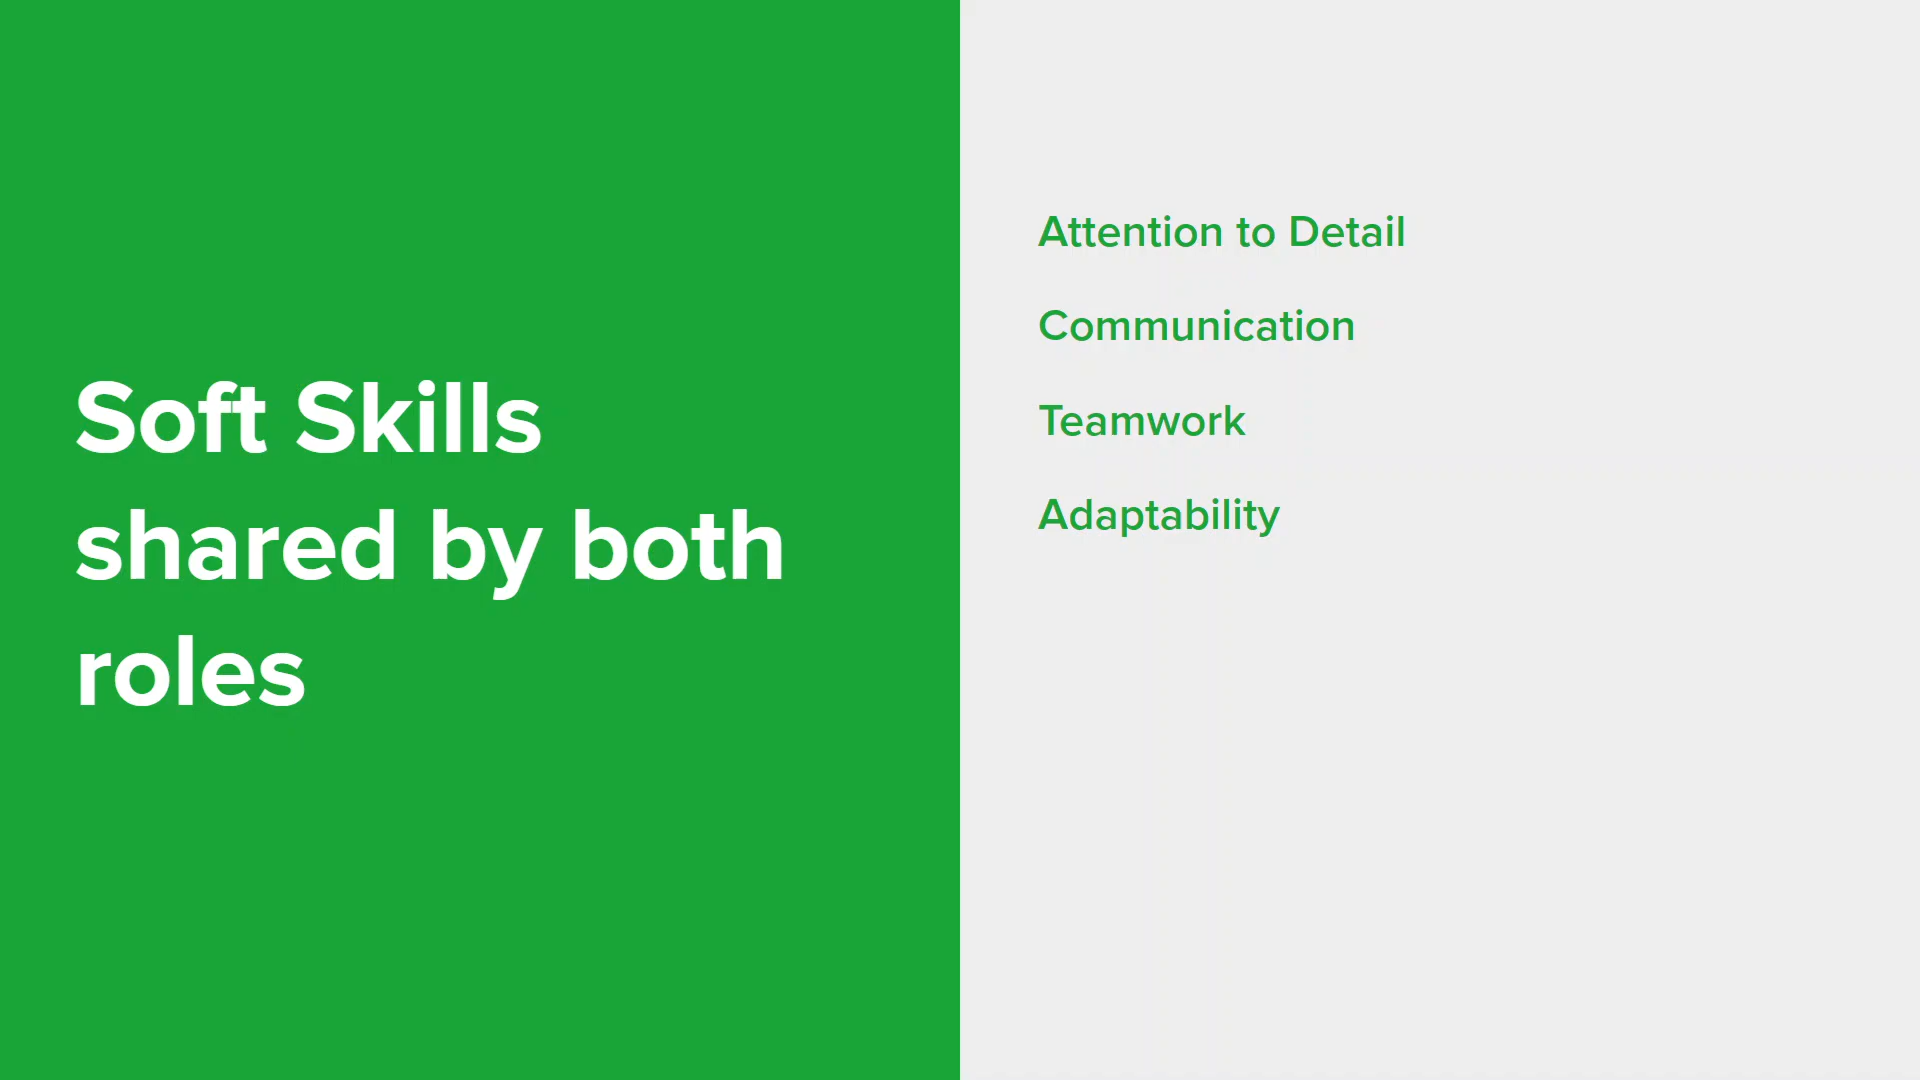 Soft Skills
shared by both
roles
Attention to Detail
Communication
Teamwork
Adaptability